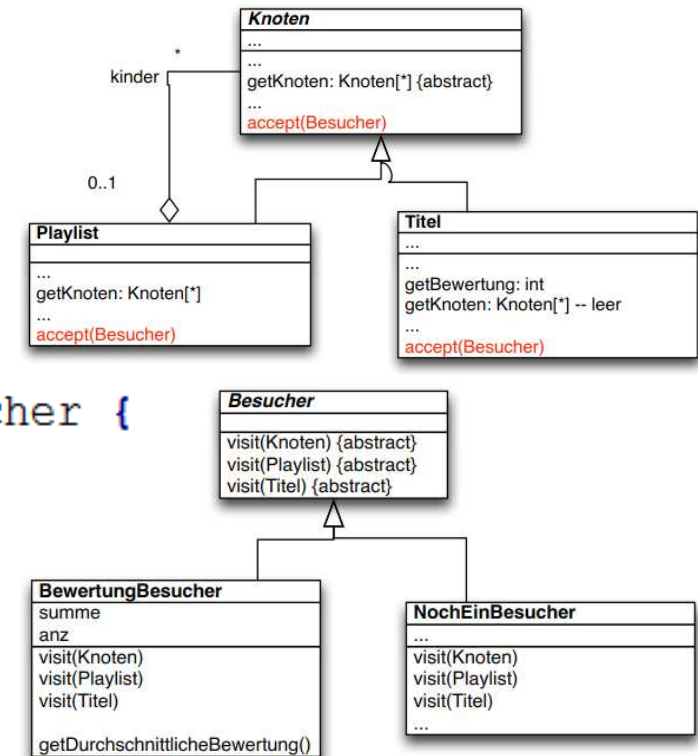 Knoten
...
...
getKnoten: Knoten[*] {abstract}
...
accept(Besucher)
*
kinder
0..1
Playlist
...
getKnoten: Knoten[*]
...
accept(Besucher)
Titel
...
...
getBewertung: int
getKnoten: Knoten[*] -- leer
...
accept(Besucher)
cher {
Besucher
visit(Knoten) {abstract}
visit(Playlist) {abstract}
visit(Titel) {abstract}
BewertungBesucher
summe
anz
visit(Knoten)
visit(Playlist)
visit(Titel)
getDurchschnittlicheBewertung()
NochEinBesucher
...
visit(Knoten)
visit(Playlist)
visit(Titel)
...